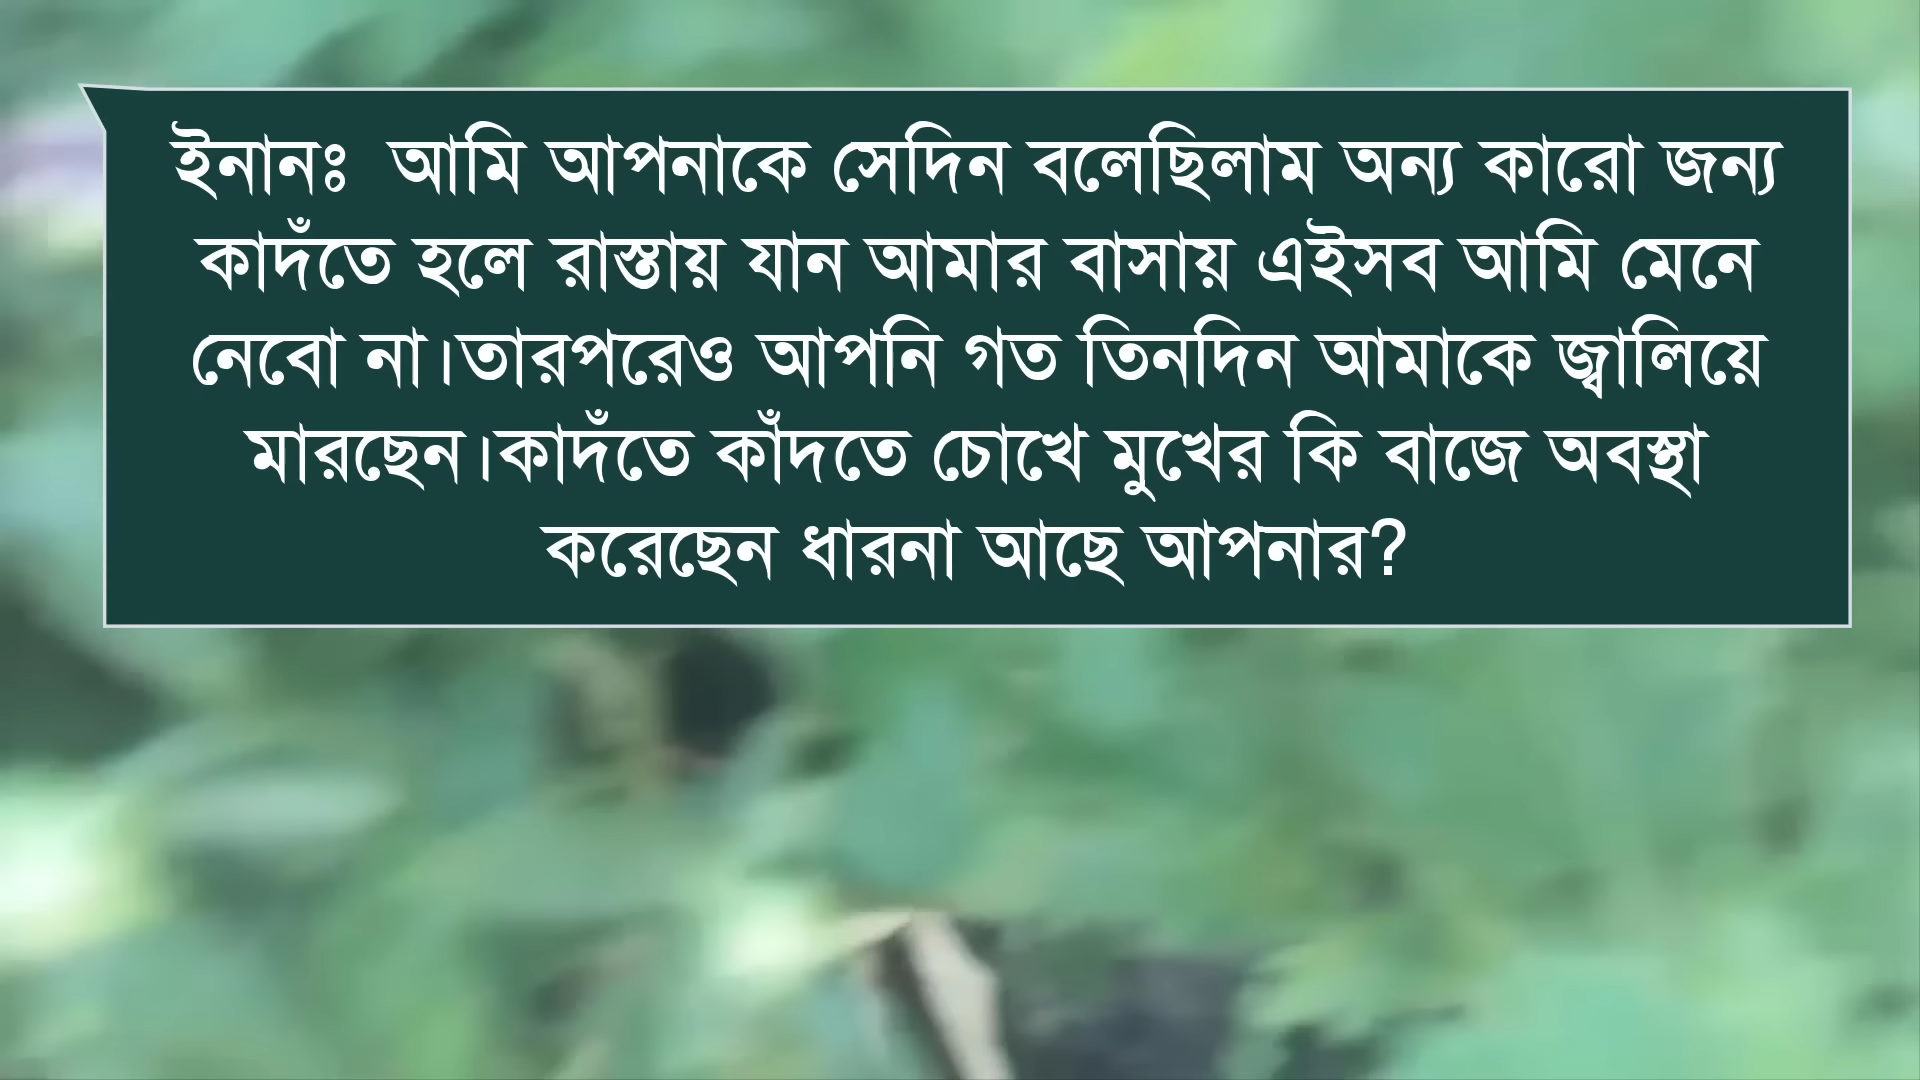 ইনানঃ আমি আপনাকে সেদিন বলেছিলাম অন্য কারো জন্য
কাদঁতে হলে রাস্তায় যান আমার বাসায় এইসব আমি মেনে
নেবো না।তারপরেও আপনি গত তিনদিন আমাকে জ্বালিয়ে
মারছেন।কাদঁতে কাঁদতে চোখে মুখের কি বাজে অবস্থা
করেছেন ধারনা আছে আপনার?